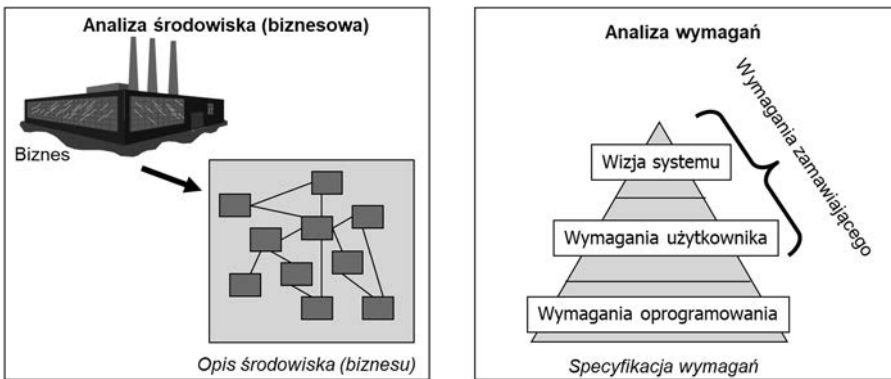 Analiza środowiska (biznesowa)
Biznes
Opis środowiska (biznesu)
Analiza wymagań
Wymagania zamawiającego
Wizja systemu
Wymagania użytkownika
Wymagania oprogramowania
Specyfikacja wymagań